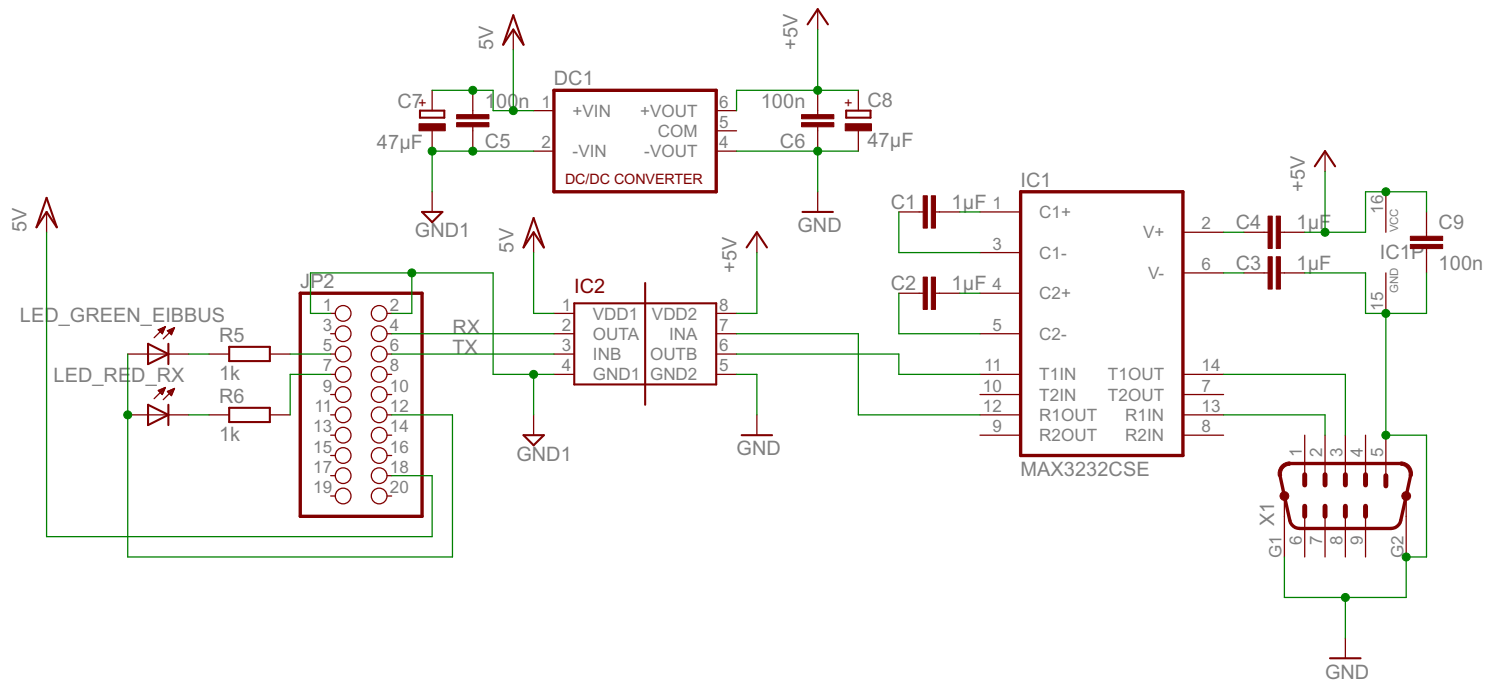 5V
+5V
DC1
C7
+
100n
47µF
C5
1
+VIN
+VOUT
6
COM
5
2
-VIN
-VOUT
4
DC/DC CONVERTER
100n
+
C8
C6
47µF
GND1
GND
5V
5V
+5V
JP2
1
2
3
4
5
6
7
8
9
10
11
12
13
14
15
16
17
18
19
20
LED_GREEN_EIBBUS
R5
1k
LED_RED_RX
R6
1k
RX
TX
IC2
1
VDD1
VDD2
8
2
OUTA
INA
7
3
INB
OUTB
6
4
GND1
GND2
5
GND1
GND
IC1
C1
1µF
1
C1+
3
C1-
C2
1µF
4
C2+
5
C2-
V+
2
V-
6
11
T1IN
T1OUT
14
10
T2IN
T2OUT
7
12
R1OUT
R1IN
13
9
R2OUT
R2IN
8
MAX3232CSE
+5V
C4
1µF
C3
1µF
16
VCC
IC1P
GND
15
C9
100n
1
2
3
4
5
X1
G1
6
7
8
9
G2
GND